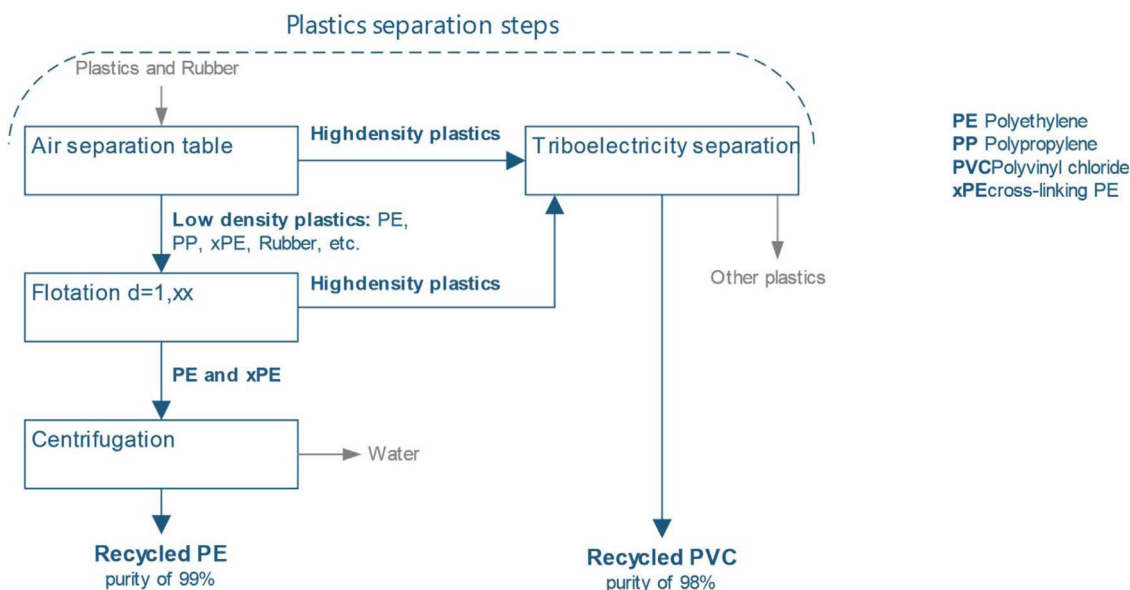 Plastics separation steps
Plastics and Rubber
Air separation table
Highdensity plastics
Triboelectricity separation
PE Polyethylene
PP Polypropylene
PVCPolyvinyl chloride
xPEcross-linking PE
Low density plastics: PE,
PP, xPE, Rubber, etc.
Other plastics
Flotation d=1,xx
Highdensity plastics
PE and xPE
Centrifugation
Water
Recycled PE
purity of 99%
Recycled PVC
purity of 98%